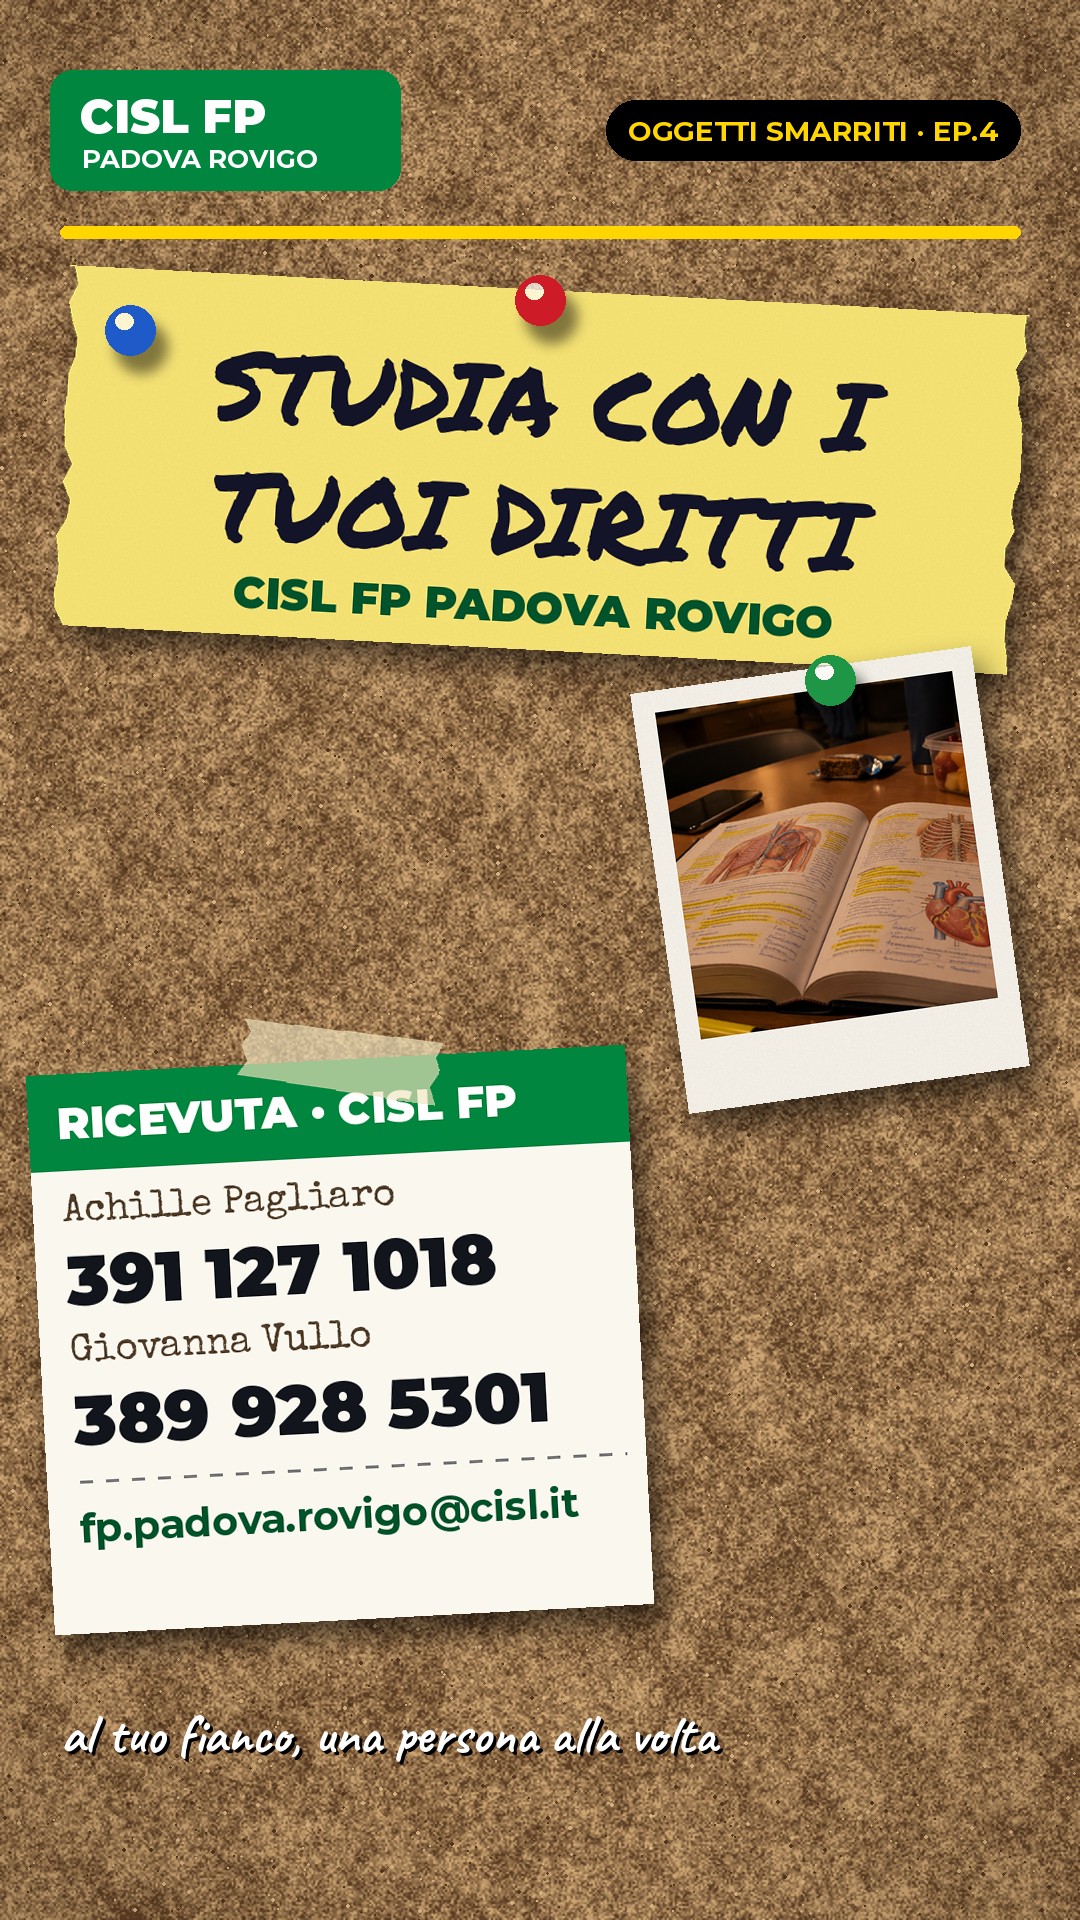 CISL FP
PADOVA ROVIGO
OGGETTI SMARRITI · EP.4
STUDIA CON I
TUOI DIRITTI
CISL FP PADOVA ROVIGO
RICEVUTA • CISL FP
Achille Pagliaro
391 127 1018
Giovanna Vullo
389 928 5301
fp.padova.rovigo@cisl.it
al tuo fianco, una persona alla volta